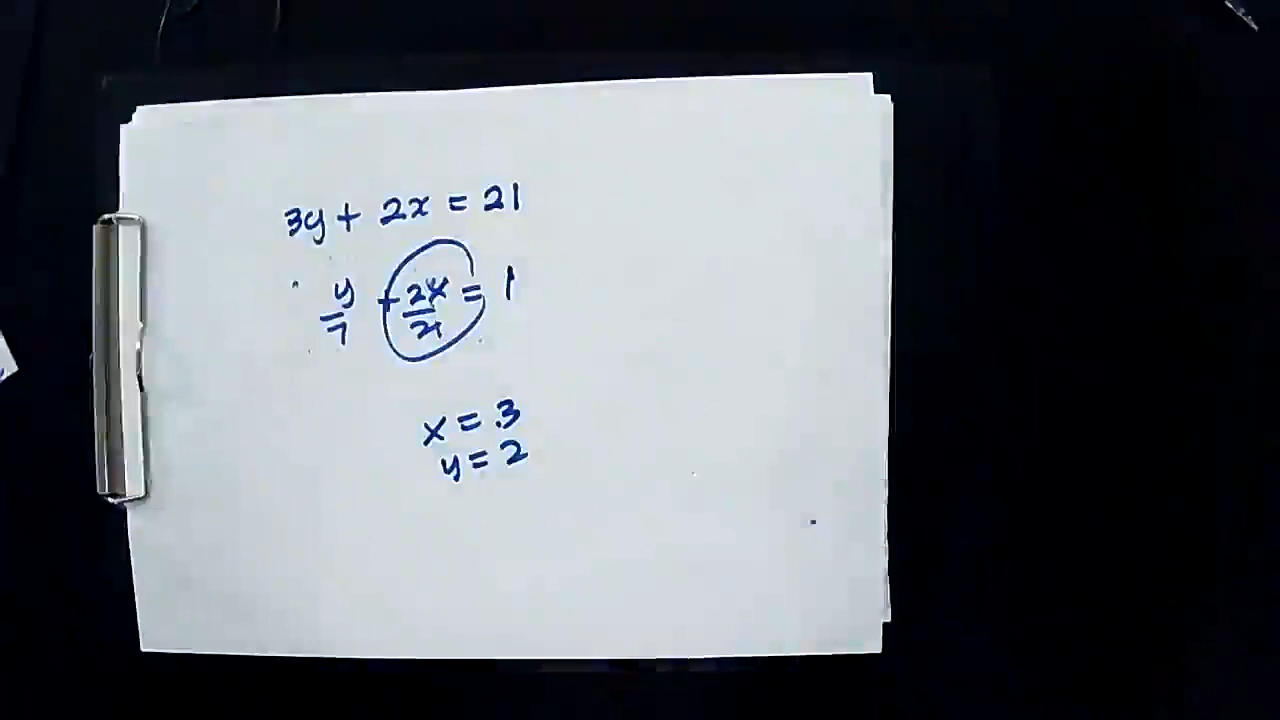 3y + 2x = 21
y/7 + 2x/21 = 1
x = 3
y = 2